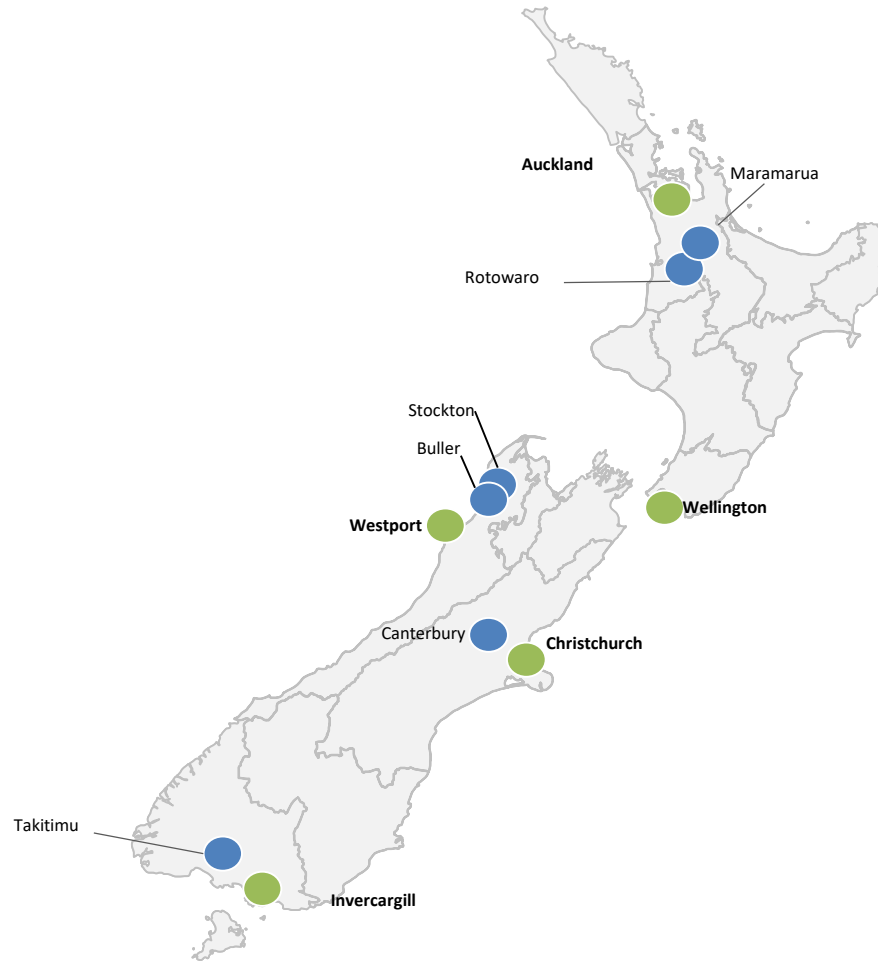 Auckland
Maramarua
Rotowaro
Stockton
Buller
Westport
Wellington
Canterbury
Christchurch
Takitimu
Invercargill